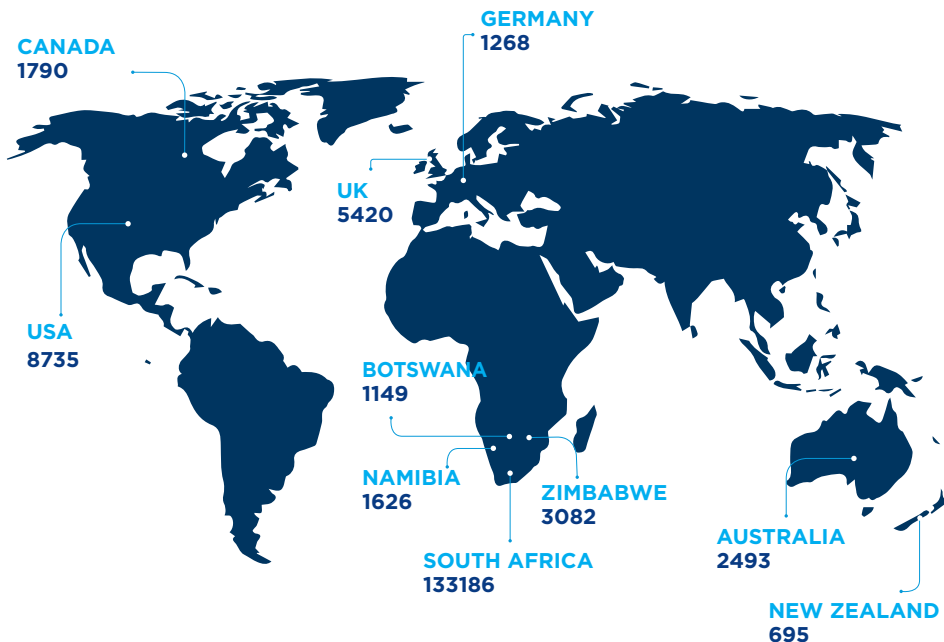 GERMANY
1268
CANADA
1790
UK
5420
USA
8735
BOTSWANA
1149
NAMIBIA
1626
ZIMBABWE
3082
SOUTH AFRICA
133186
AUSTRALIA
2493
NEW ZEALAND
695